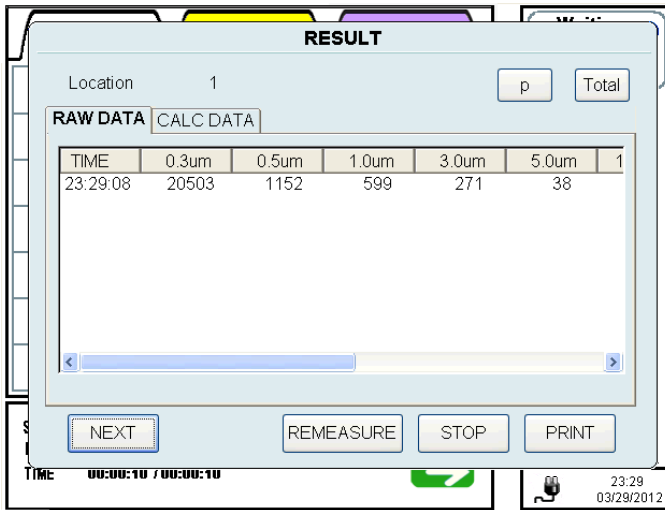 RESULT
Location 1 p Total
RAW DATA CALC DATA
TIME 0.3um 0.5um 1.0um 3.0um 5.0um 1
23:29:08 20503 1152 599 271 38
NEXT REMEASURE STOP PRINT
TIME 00:00:10 / 00:00:10
23:29
03/29/2012